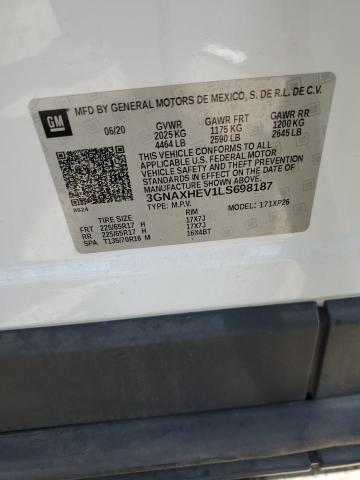 GM
MFD BY GENERAL MOTORS DE MEXICO, S. DE R.L. DE C.V.
06/20 GVWR GAWR FRT GAWR RR
2025 KG 1175 KG 1200 KG
4464 LB 2590 LB 2645 LB
THIS VEHICLE CONFORMS TO ALL
APPLICABLE U.S. FEDERAL MOTOR
VEHICLE SAFETY AND THEFT PREVENTION
STANDARDS IN EFFECT ON THE DATE OF
MANUFACTURE SHOWN ABOVE.
3GNAXHEV1LS698187
8624 TYPE: M.P.V. MODEL: 1XP26
TIRE SIZE RIM
FRT 225/65R17 H 17X7J
RR 225/65R17 H 17X7J
SPA T135/70R16 M 16X4BT